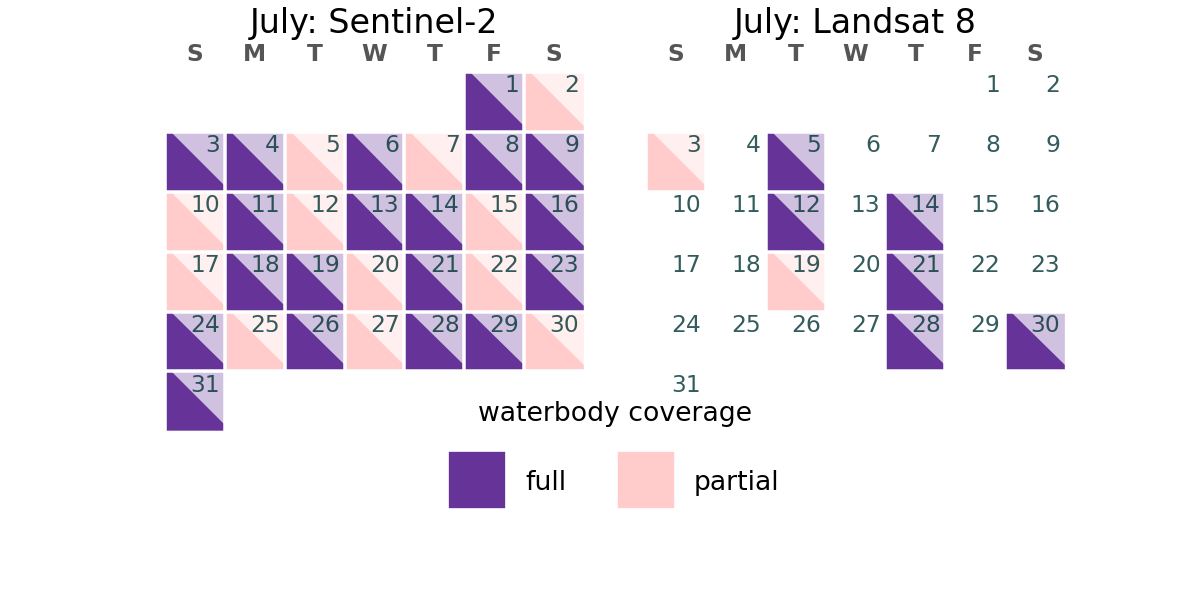 July: Sentinel-2
S M T W T F S
1 2
3 4 5 6 7 8 9
10 11 12 13 14 15 16
17 18 19 20 21 22 23
24 25 26 27 28 29 30
31
July: Landsat 8
S M T W T F S
1 2
3 4 5 6 7 8 9
10 11 12 13 14 15 16
17 18 19 20 21 22 23
24 25 26 27 28 29 30
31
waterbody coverage
full partial